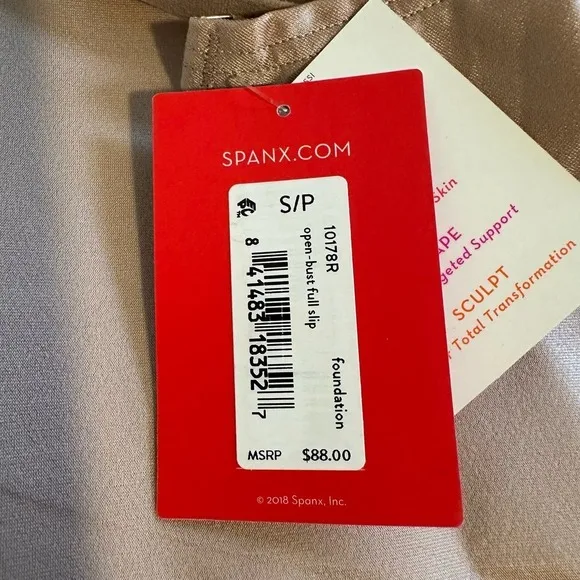 SPANX.COM
S/P
10178R
open-bust full slip
foundation
8 41483 18352 7
MSRP $88.00
© 2018 Spanx, Inc.
Skin
APE
geted Support
SCULPT
r Total Transformation